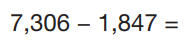 7,306 − 1,847 =